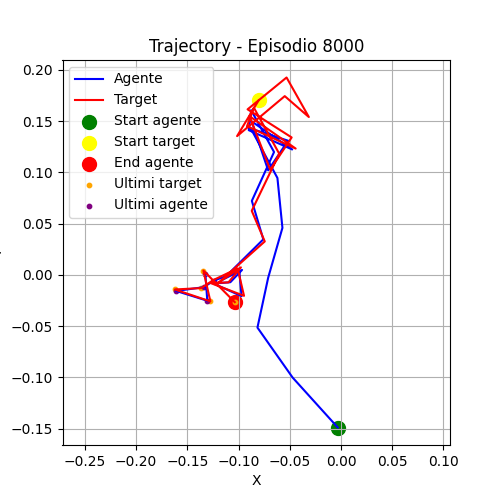 Trajectory - Episodio 8000
0.20
0.15
0.10
0.05
0.00
−0.05
−0.10
−0.15
Agente
Target
Start agente
Start target
End agente
Ultimi target
Ultimi agente
−0.25 −0.20 −0.15 −0.10 −0.05 0.00 0.05 0.10
X